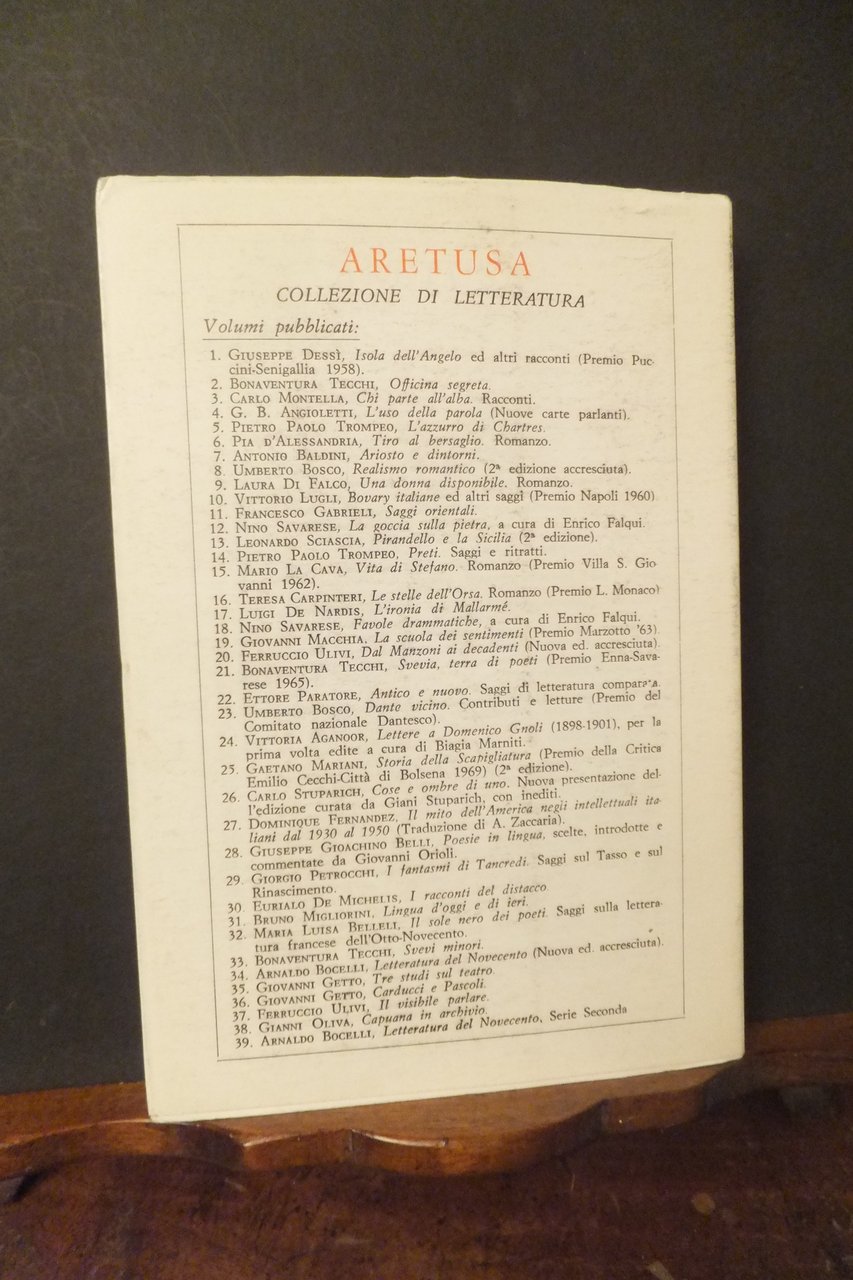 ARETUSA
COLLEZIONE DI LETTERATURA
Volumi pubblicati:
1. GIUSEPPE DESSÌ, Isola dell'Angelo ed altri racconti (Premio Puc-
cini-Senigallia 1958).
2. BONAVENTURA TECCHI, Officina segreta.
3. CARLO MONTELLA, Chi parte all'alba. Racconti.
4. G. B. ANGIOLETTI, L'uso della parola (Nuove carte parlanti).
5. PIETRO PAOLO TROMPEO, L'azzurro di Chartres.
6. PIA D'ALESSANDRIA, Tiro al bersaglio. Romanzo.
7. ANTONIO BALDINI, Ariosto e dintorni.
8. UMBERTO BOSCO, Realismo romantico (2ª edizione accresciuta).
9. LAURA DI FALCO, Una donna disponibile. Romanzo.
10. VITTORIO LUGLI, Bovary italiane ed altri saggi (Premio Napoli 1960)
11. FRANCESCO GABRIELI, Saggi orientali.
12. NINO SAVARESE, La goccia sulla pietra, a cura di Enrico Falqui.
13. LEONARDO SCIASCIA, Pirandello e la Sicilia (2ª edizione).
14. PIETRO PAOLO TROMPEO, Preti. Saggi e ritratti.
15. MARIO LA CAVA, Vita di Stefano. Romanzo (Premio Villa S. Gio
vanni 1962).
16. TERESA CARPINTERI, Le stelle dell'Orsa. Romanzo (Premio L. Monaco)
17. LUIGI DE NARDIS, L'ironia di Mallarmé.
18. NINO SAVARESE, Favole drammatiche, a cura di Enrico Falqui.
19. GIOVANNI MACCHIA, La scuola dei sentimenti (Premio Marzotto '63).
20. FERRUCCIO ULIVI, Dal Manzoni ai decadenti (Nuova ed. accresciuta).
21. BONAVENTURA TECCHI, Svevia, terra di poeti (Premio Enna-Sava-
rese 1965).
22. ETTORE PARATORE, Antico e nuovo. Saggi di letteratura comparata.
23. UMBERTO BOSCO, Dante vicino. Contributi e letture (Premio del
Comitato nazionale Dantesco).
24. VITTORIA AGANOOR, Lettere a Domenico Gnoli (1898-1901), per la
prima volta edite a cura di Biagia Marniti.
25. GAETANO MARIANI, Storia della Scapigliatura (Premio della Critica
Emilio Cecchi-Città di Bolsena 1969) (2ª edizione).
26. CARLO STUPARICH, Cose e ombre di uno. Nuova presentazione del-
l'edizione curata da Giani Stuparich, con inediti.
27. DOMINIQUE FERNANDEZ, Il mito dell'America negli intellettuali ita-
liani dal 1930 al 1950 (Traduzione di A. Zaccaria).
28. GIUSEPPE GIOACHINO BELLI, Poesie in lingua, scelte, introdotte e
commentate da Giovanni Orioli.
29. GIORGIO PETROCCHI, I fantasmi di Tancredi. Saggi sul Tasso e sul
Rinascimento.
30. EURIALO DE MICHELIS, I racconti del distacco
31. BRUNO MIGLIORINI, Lingua d'oggi e di ieri.
32. MARIA LUISA BELLELI, Il sole nero dei poeti. Saggi sulla lettera-
tura francese dell'Otto-Novecento.
33. BONAVENTURA TECCHI, Svevi minori.
34. ARNALDO BOCELLI, Letteratura del Novecento (Nuova ed. accresciuta).
35. GIOVANNI GETTO, Tre studi sul teatro.
36. GIOVANNI GETTO, Carducci e Pascoli.
37. FERRUCCIO ULIVI, Il visibile parlare.
38. GIANNI OLIVA, Capuana in archivio.
39. ARNALDO BOCELLI, Letteratura del Novecento, Serie Seconda